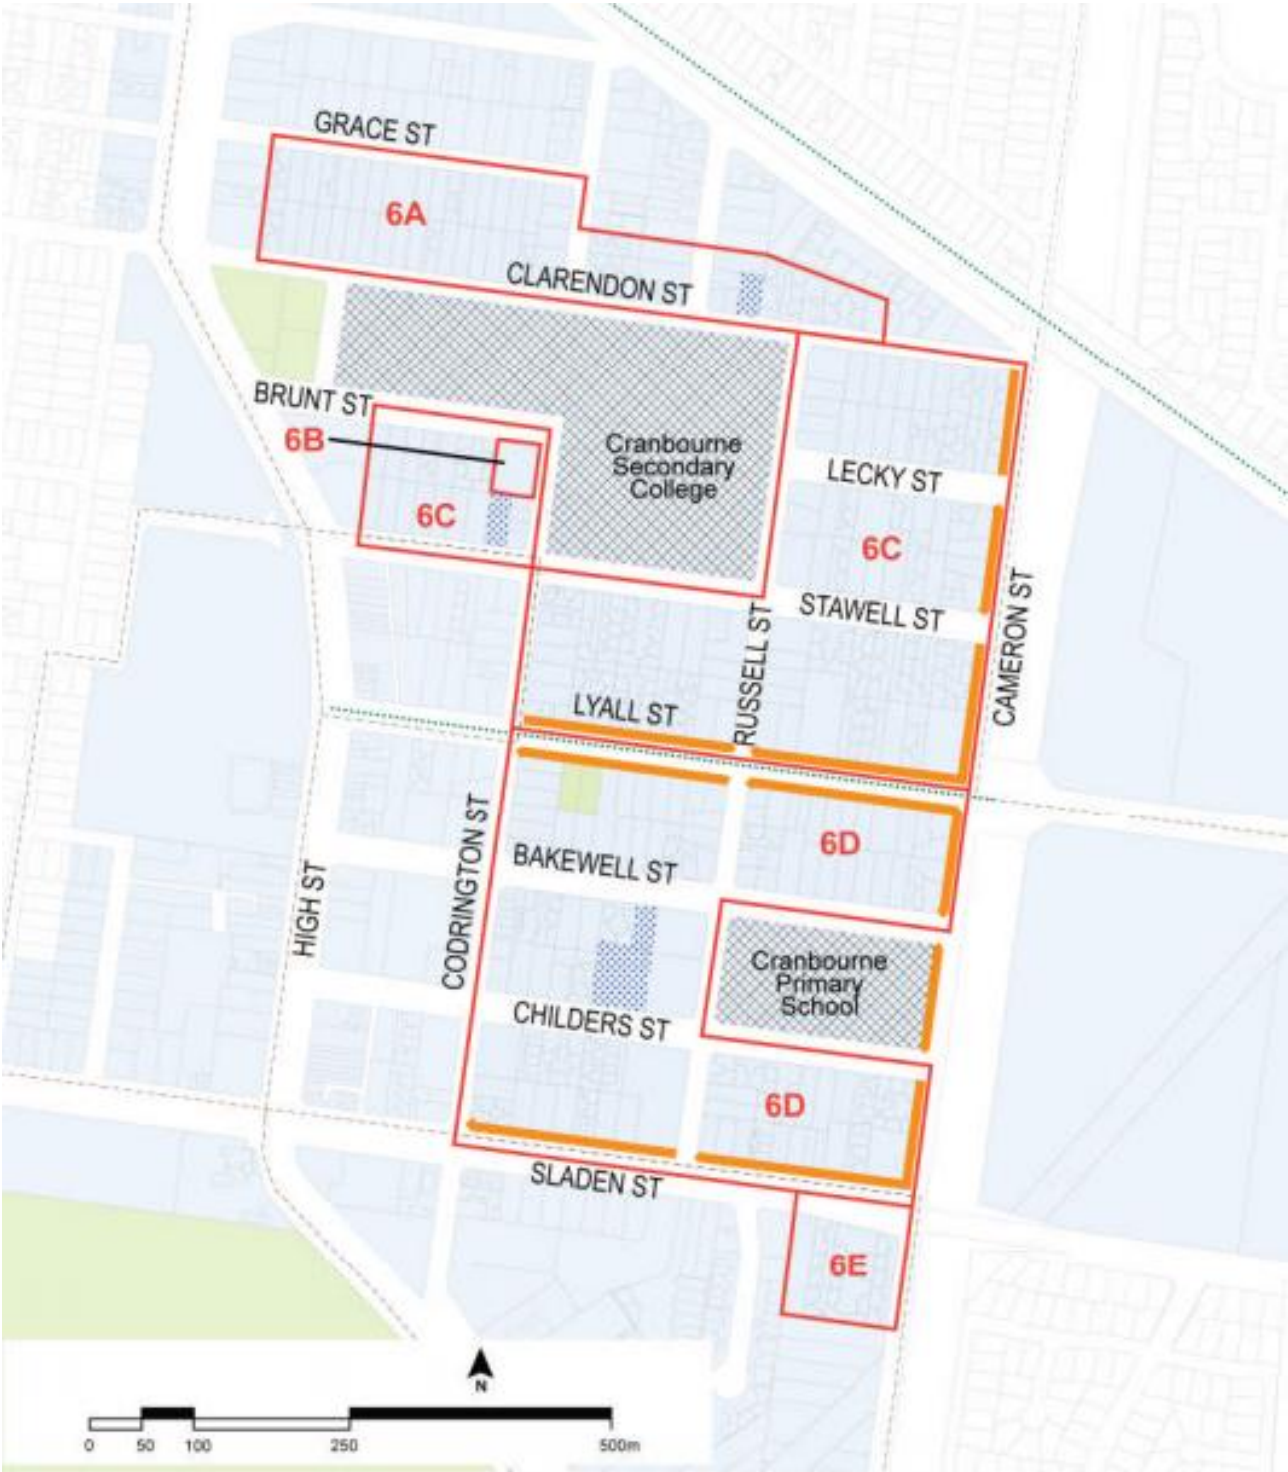 GRACE ST
6A
CLARENDON ST
BRUNT ST
6B
Cranbourne
Secondary
College
LECKY ST
6C
6C
STAWELL ST
CAMERON ST
RUSSELL ST
LYALL ST
CODRINGTON ST
6D
BAKEWELL ST
HIGH ST
Cranbourne
Primary
School
CHILDERS ST
6D
SLADEN ST
6E
N
0 50 100 250 500m